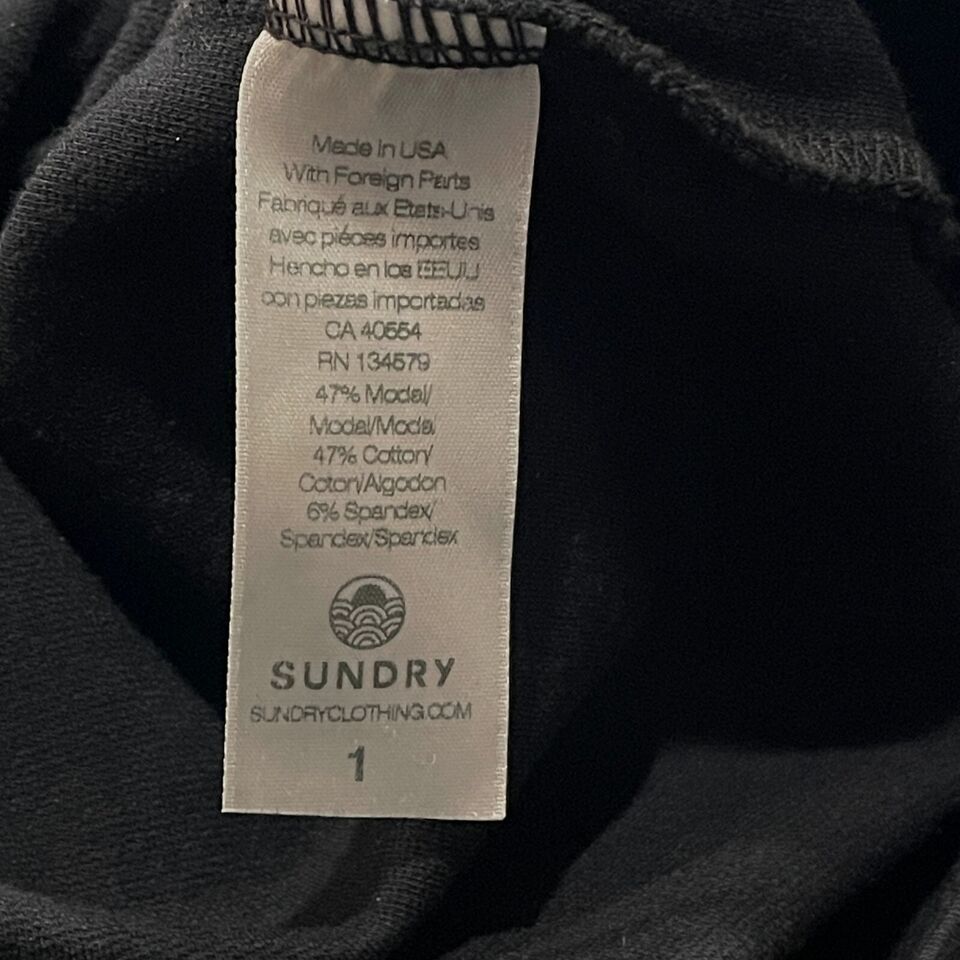 Made In USA
With Foreign Parts
Fabriqué aux Etats-Unis
avec piéces importes
Hencho en los EEUU
con piezas importadas
CA 40554
RN 134579
47% Modal/
Modal/Modal
47% Cotton/
Coton/Algodon
6% Spandex/
Spandex/Spandex
SUNDRY
SUNDRYCLOTHING.COM
1